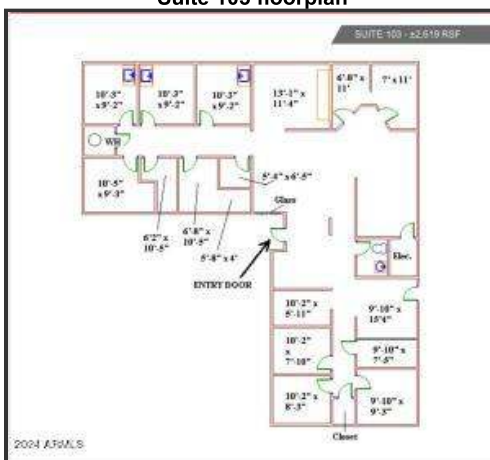 Suite 103 floorplan
SUITE 103 - ±2,619 RSF
10'-3"
x9'-2"
10'-3"
x9'-2"
10'-3"
x9'-2"
13'-1" x
11'-4"
6'-8" x
11'
7' x 11'
WH
10'-5"
x9'-3"
5'-4" x 6'-5"
Glass
6'2" x
10'-5"
6'-8" x
10'-5"
5'-8" x 4'
ENTRY DOOR
Elec.
10'-2" x
5'-11"
9'-10" x
15'4"
10'-2"
x
7'-10"
9'-10" x
7'-5"
10'-2" x
8'-3"
9'-10" x
9'-3"
Closet
2024 ARMLS